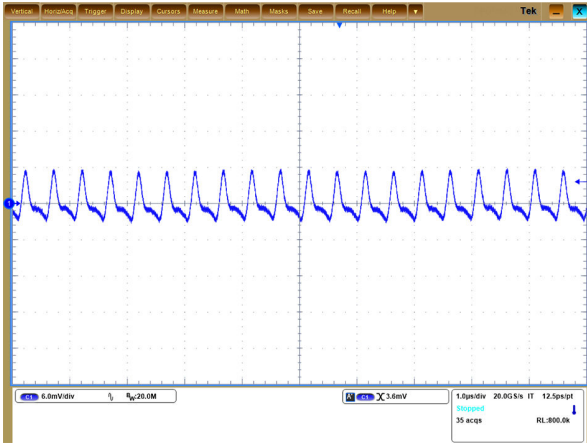 Vertical Horiz/Acq Trigger Display Cursors Measure Math Masks Save Recall Help Tek X
1
C1 6.0mV/div BW:20.0M
A' C1 3.6mV
1.0µs/div 20.0GS/s IT 12.5ps/pt
Stopped
35 acqs RL:800.0k